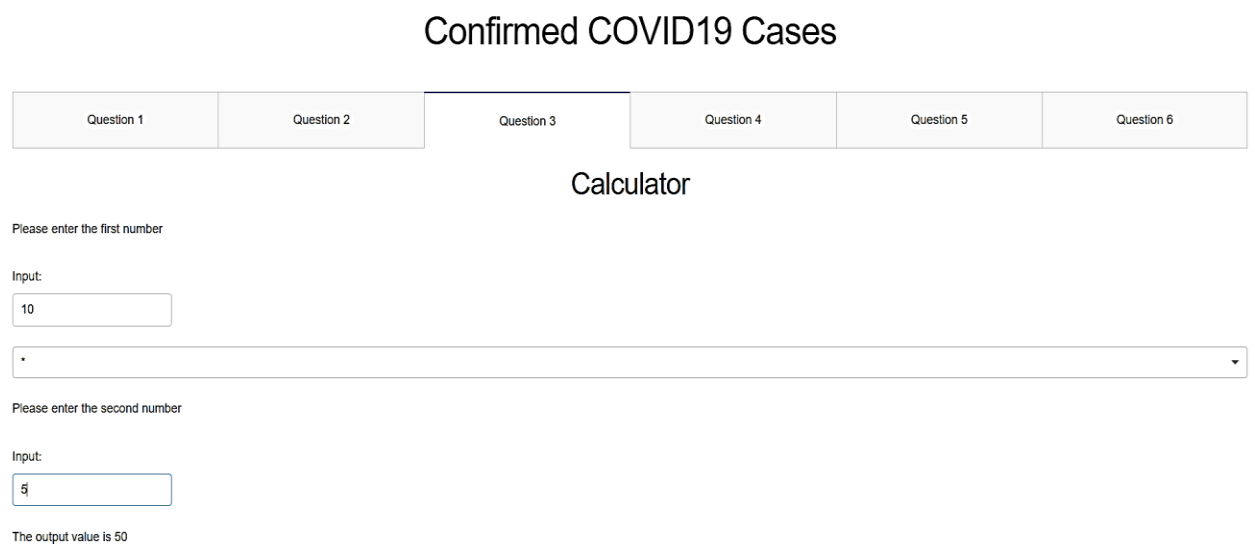 Confirmed COVID19 Cases
Question 1 Question 2 Question 3 Question 4 Question 5 Question 6
Calculator
Please enter the first number
Input:
10
*
Please enter the second number
Input:
5
The output value is 50